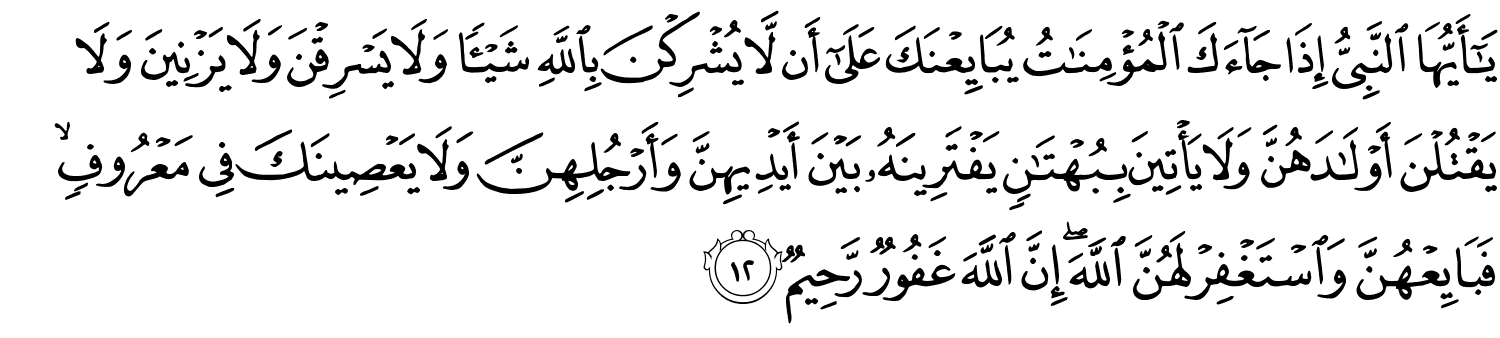 يَـٰٓأَيُّهَا ٱلنَّبِىُّ إِذَا جَآءَكَ ٱلْمُؤْمِنَـٰتُ يُبَايِعْنَكَ عَلَىٰٓ أَن لَّا يُشْرِكْنَ بِٱللَّهِ شَيْـًٔا وَلَا يَسْرِقْنَ وَلَا يَزْنِينَ وَلَا
يَقْتُلْنَ أَوْلَـٰدَهُنَّ وَلَا يَأْتِينَ بِبُهْتَـٰنٍ يَفْتَرِينَهُۥ بَيْنَ أَيْدِيهِنَّ وَأَرْجُلِهِنَّ وَلَا يَعْصِينَكَ فِى مَعْرُوفٍ ۙ
فَبَايِعْهُنَّ وَٱسْتَغْفِرْ لَهُنَّ ٱللَّهَ ۖ إِنَّ ٱللَّهَ غَفُورٌ رَّحِيمٌ ١٢